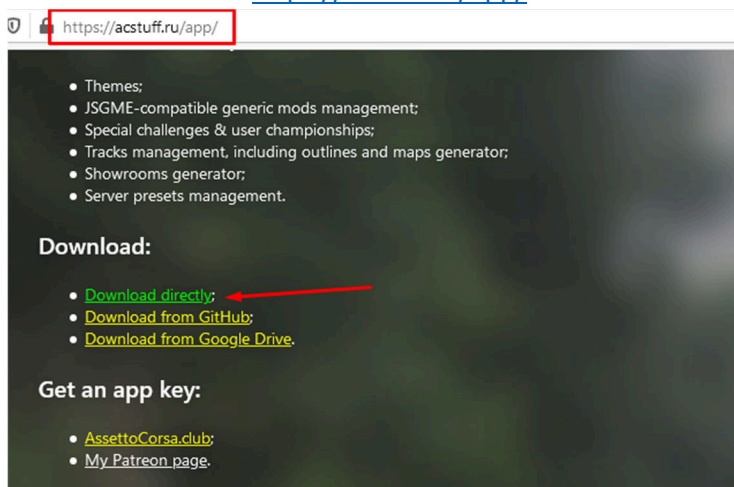 https://acstuff.ru/app/
Themes;
JSGME-compatible generic mods management;
Special challenges & user championships;
Tracks management, including outlines and maps generator;
Showrooms generator;
Server presets management.
Download:
Download directly;
Download from GitHub;
Download from Google Drive.
Get an app key:
AssettoCorsa.club;
My Patreon page.